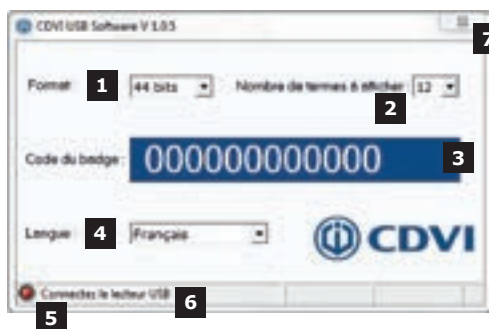 CDVI USB Software V 1.0.5
7
Format : 1 44 bits Nombre de termes à afficher 12
2
Code du badge : 000000000000 3
Langue : 4 Français CDVI
Connectez le lecteur USB 6
5